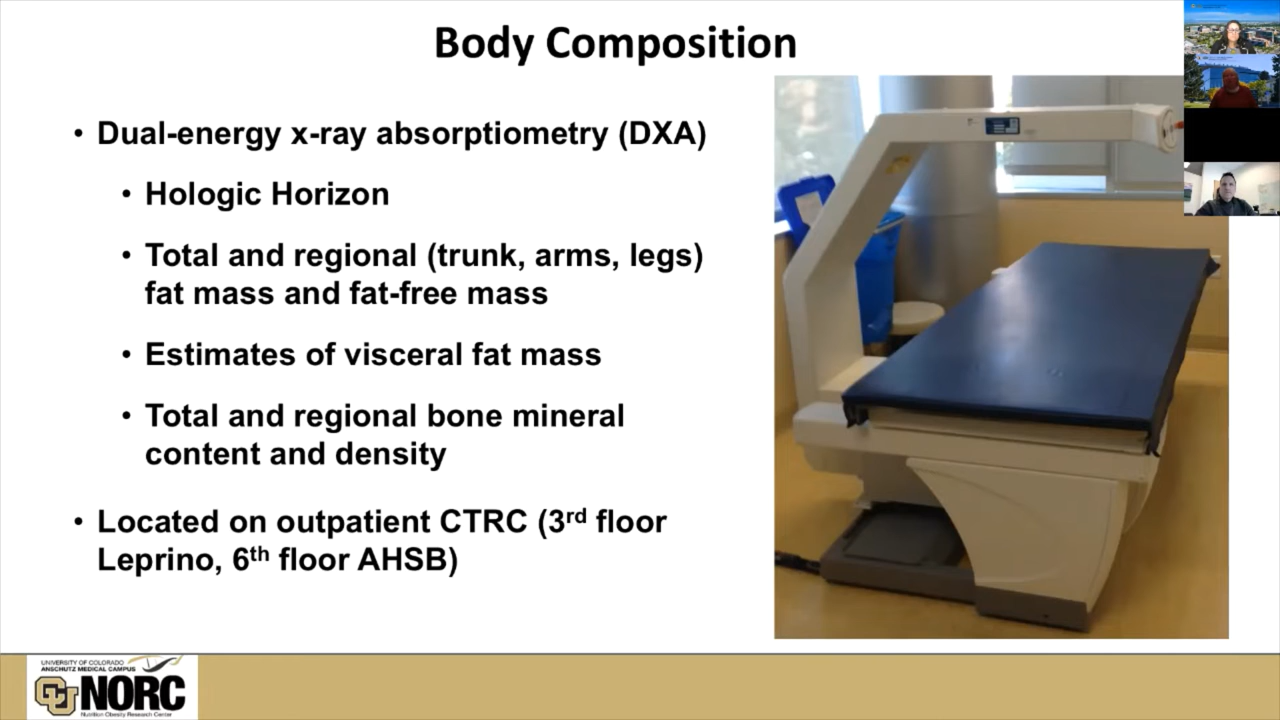 Body Composition
• Dual-energy x-ray absorptiometry (DXA)
• Hologic Horizon
• Total and regional (trunk, arms, legs)
fat mass and fat-free mass
• Estimates of visceral fat mass
• Total and regional bone mineral
content and density
• Located on outpatient CTRC (3rd floor
Leprino, 6th floor AHSB)
UNIVERSITY OF COLORADO
ANSCHUTZ MEDICAL CAMPUS
CU NORC
Nutrition Obesity Research Center